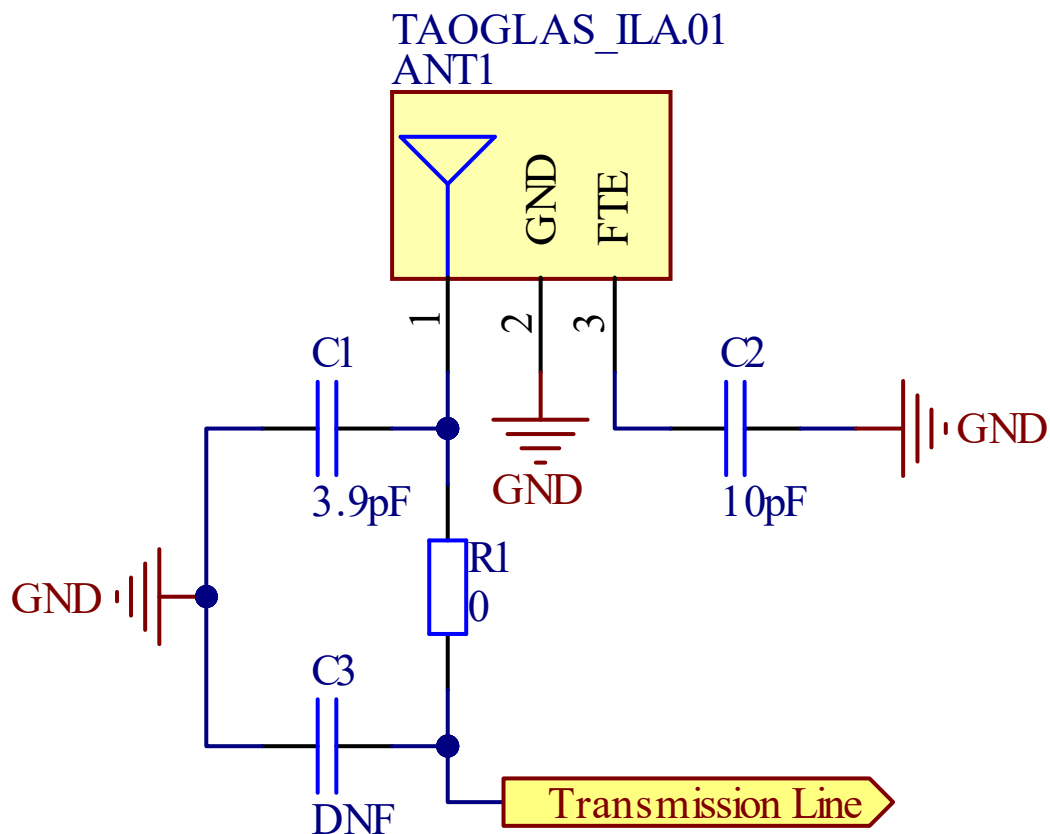 TAOGLAS_ILA.01
ANT1
GND
FTE
1
2
3
C1
3.9pF
C2
10pF
GND
GND
R1
0
GND
C3
DNF
Transmission Line